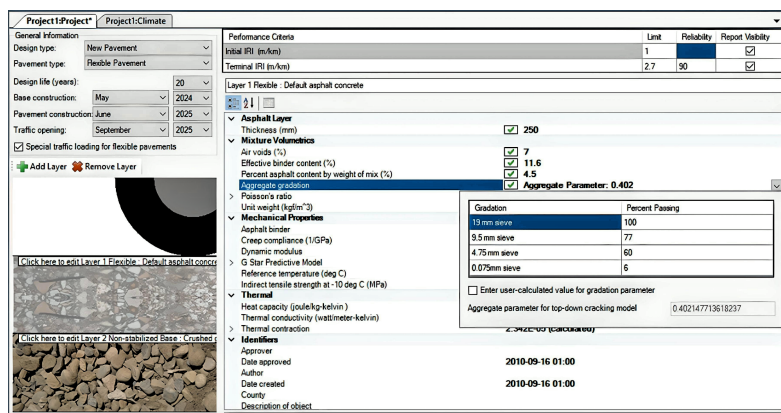 Project1:Project* Project1:Climate
General Information
Design type: New Pavement
Pavement type: Flexible Pavement
Design life (years): 20
Base construction: May 2024
Pavement construction: June 2025
Traffic opening: September 2025
Special traffic loading for flexible pavements
Add Layer Remove Layer
Click here to edit Layer 1 Flexible : Default asphalt concre
Click here to edit Layer 2 Non-stabilized Base : Crushed
Performance Criteria Limit Reliability Report Visibility
Initial IRI (m/km) 1
Terminal IRI (m/km) 2.7 90
Layer 1 Flexible : Default asphalt concrete
Asphalt Layer
Thickness (mm) 250
Mixture Volumetrics
Air voids (%) 7
Effective binder content (%) 11.6
Percent asphalt content by weight of mix (%) 4.5
Aggregate gradation Aggregate Parameter: 0.402
Poisson's ratio
Unit weight (kgf/m^3)
Mechanical Properties
Asphalt binder
Creep compliance (1/GPa)
Dynamic modulus
G Star Predictive Model
Reference temperature (deg C)
Indirect tensile strength at -10 deg C (MPa)
Thermal
Heat capacity (joule/kg-kelvin)
Thermal conductivity (watt/meter-kelvin)
Thermal contraction 2.342E-05 (calculated)
Identifiers
Approver
Date approved 2010-09-16 01:00
Author
Date created 2010-09-16 01:00
County
Description of object
Gradation Percent Passing
19 mm sieve 100
9.5 mm sieve 77
4.75 mm sieve 60
0.075mm sieve 6
Enter user-calculated value for gradation parameter
Aggregate parameter for top-down cracking model 0.402147713618237